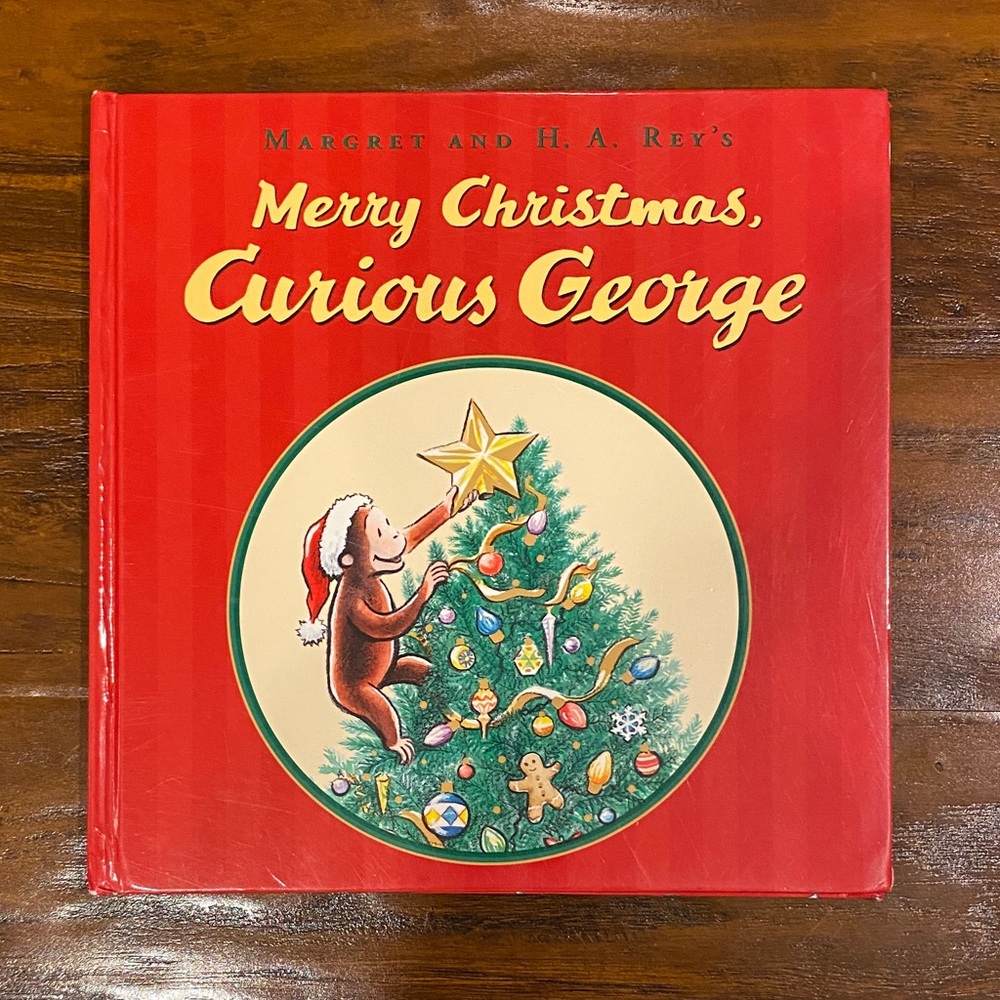 Margret and H. A. Rey's
Merry Christmas,
Curious George